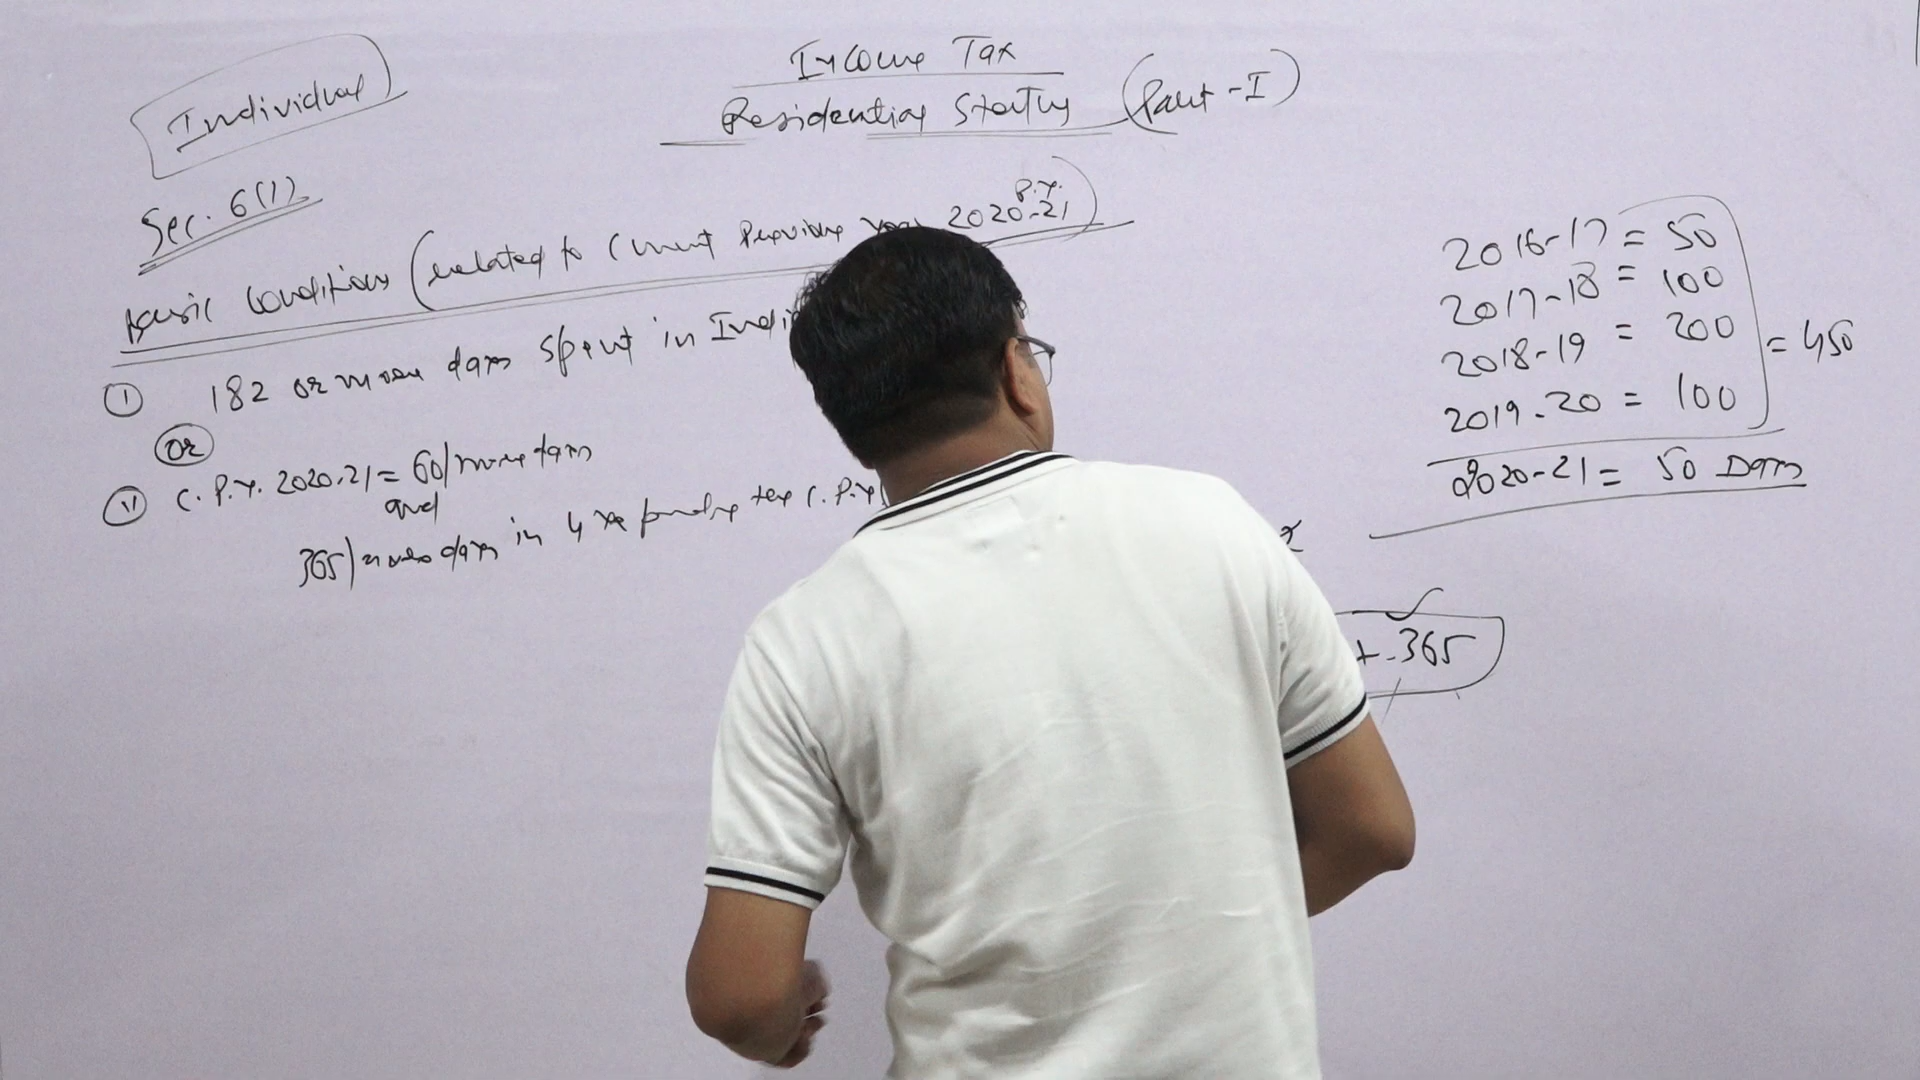 Income Tax
Residential Status (Part-I)
Individual
Sec. 6(1)
Basic Conditions (related to Current Previous Year 2020-21)
P.Y.
① 182 or more days spent in Indi
or
② C.P.Y. 2020-21 = 60/more days
and
365/more days in 4 preceding the C.P.Y
2016-17 = 50
2017-18 = 100
2018-19 = 200
2019-20 = 100
= 450
2020-21 = 50 Days
+ 365